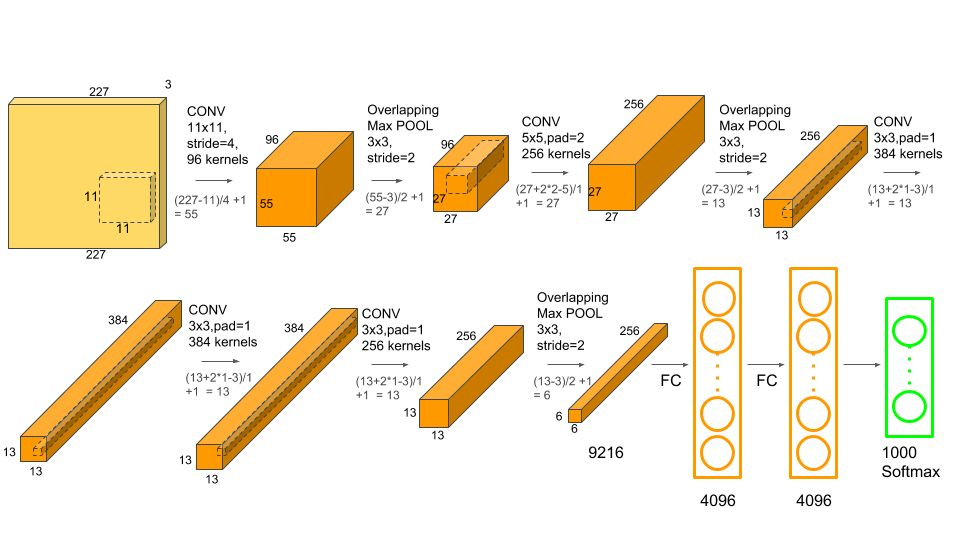 227
3
11
11
227
CONV
11x11,
stride=4,
96 kernels
(227-11)/4 +1
= 55
96
55
55
Overlapping
Max POOL
3x3,
stride=2
(55-3)/2 +1
= 27
96
27
27
CONV
5x5,pad=2
256 kernels
(27+2*2-5)/1
+1 = 27
256
27
27
Overlapping
Max POOL
3x3,
stride=2
(27-3)/2 +1
= 13
256
13
13
CONV
3x3,pad=1
384 kernels
(13+2*1-3)/1
+1 = 13
384
13
13
CONV
3x3,pad=1
384 kernels
(13+2*1-3)/1
+1 = 13
384
13
13
CONV
3x3,pad=1
256 kernels
(13+2*1-3)/1
+1 = 13
256
13
13
Overlapping
Max POOL
3x3,
stride=2
(13-3)/2 +1
= 6
256
6
6
9216
FC
4096
FC
4096
1000
Softmax